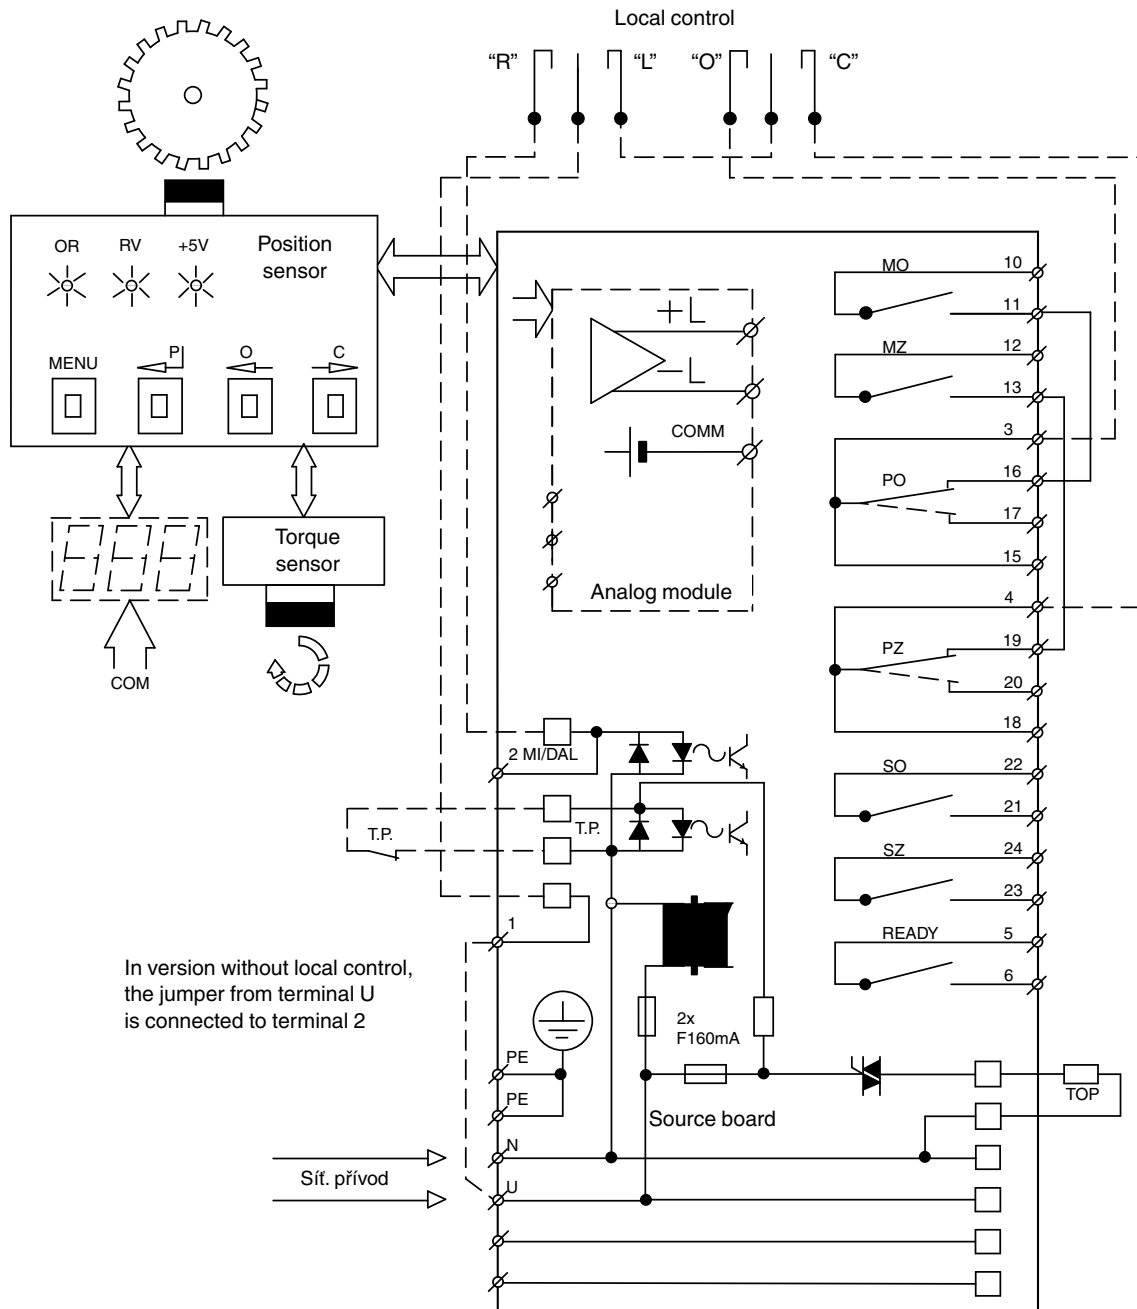 Local control
“R”
“L”
“O”
“C”
OR
RV
+5V
Position
sensor
MENU
P
O
C
Torque
sensor
COM
+L
−L
COMM
Analog module
MO
10
11
MZ
12
13
3
PO
16
17
15
4
PZ
19
20
18
SO
22
21
SZ
24
23
READY
5
6
2 MI/DAL
T.P.
T.P.
1
In version without local control,
the jumper from terminal U
is connected to terminal 2
2x
F160mA
PE
PE
Source board
TOP
N
Síť. přívod
U